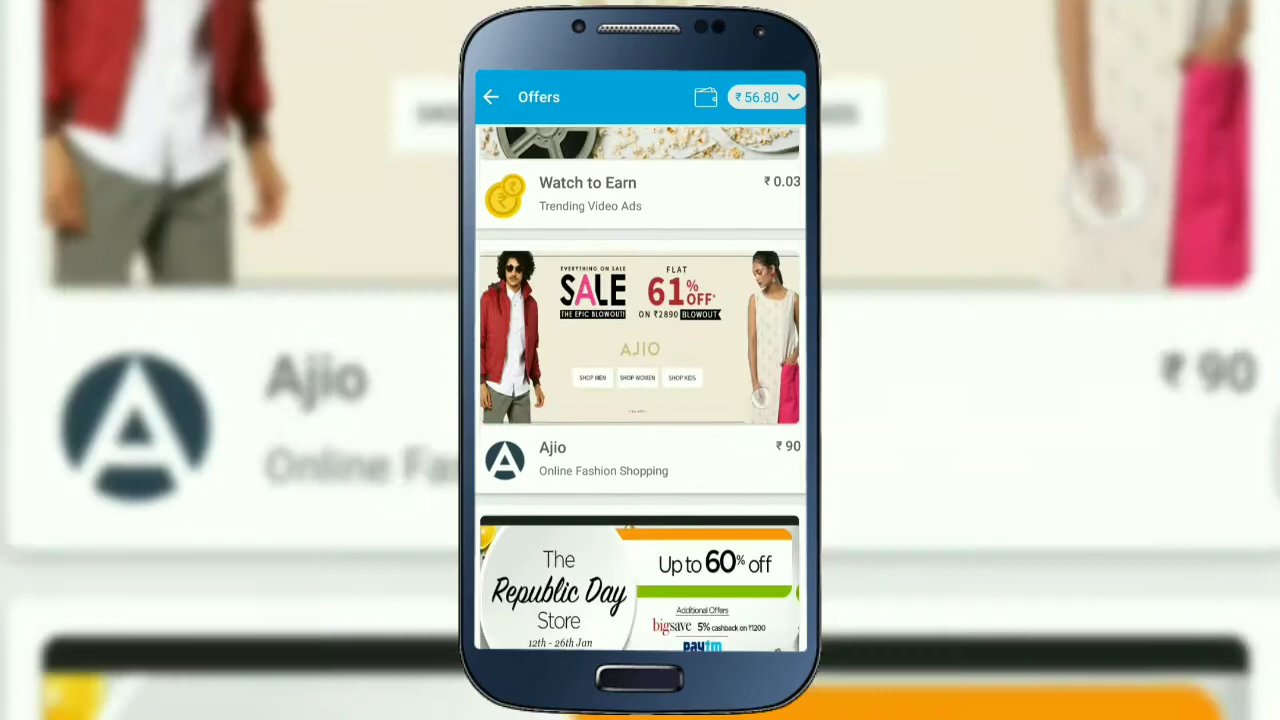 Offers
₹ 56.80
Watch to Earn
₹ 0.03
Trending Video Ads
EVERYTHING ON SALE
SALE
THE EPIC BLOWOUT!
FLAT
61% OFF*
ON ₹2890 BLOWOUT
AJIO
SHOP MEN
SHOP WOMEN
SHOP KIDS
Ajio
₹ 90
Online Fashion Shopping
The
Republic Day
Store
12th - 26th Jan
Up to 60% off
Additional Offers
bigsave 5% cashback on ₹1200
paytm
Ajio
₹ 90
Online Fa